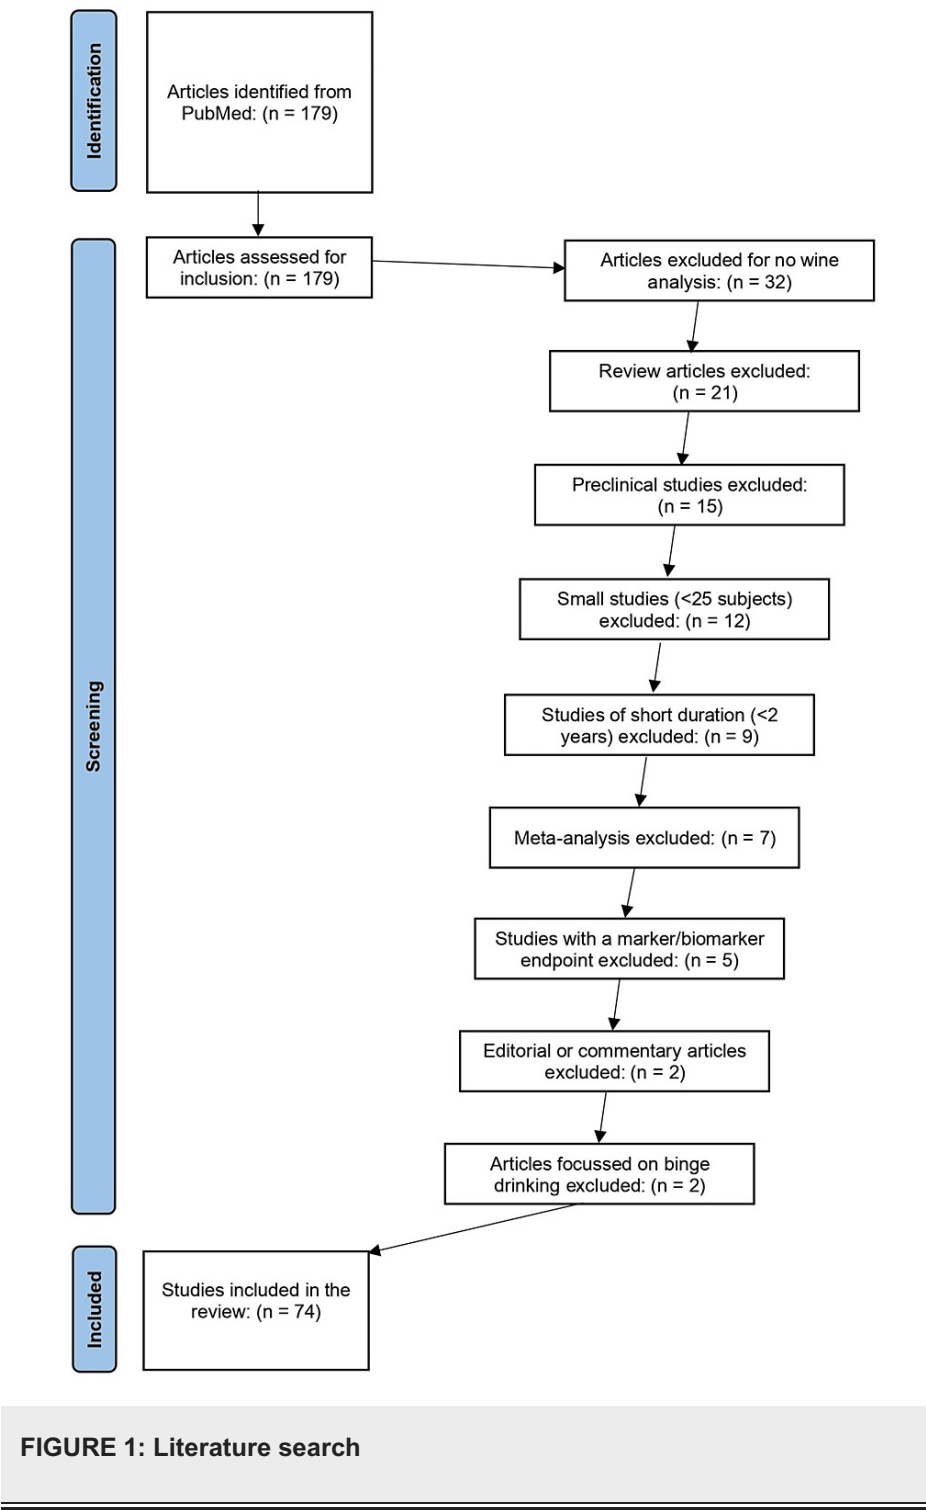 Identification
Articles identified from
PubMed: (n = 179)
Screening
Articles assessed for
inclusion: (n = 179)
Articles excluded for no wine
analysis: (n = 32)
Review articles excluded:
(n = 21)
Preclinical studies excluded:
(n = 15)
Small studies (<25 subjects)
excluded: (n = 12)
Studies of short duration (<2
years) excluded: (n = 9)
Meta-analysis excluded: (n = 7)
Studies with a marker/biomarker
endpoint excluded: (n = 5)
Editorial or commentary articles
excluded: (n = 2)
Articles focussed on binge
drinking excluded: (n = 2)
Included
Studies included in the
review: (n = 74)
FIGURE 1: Literature search